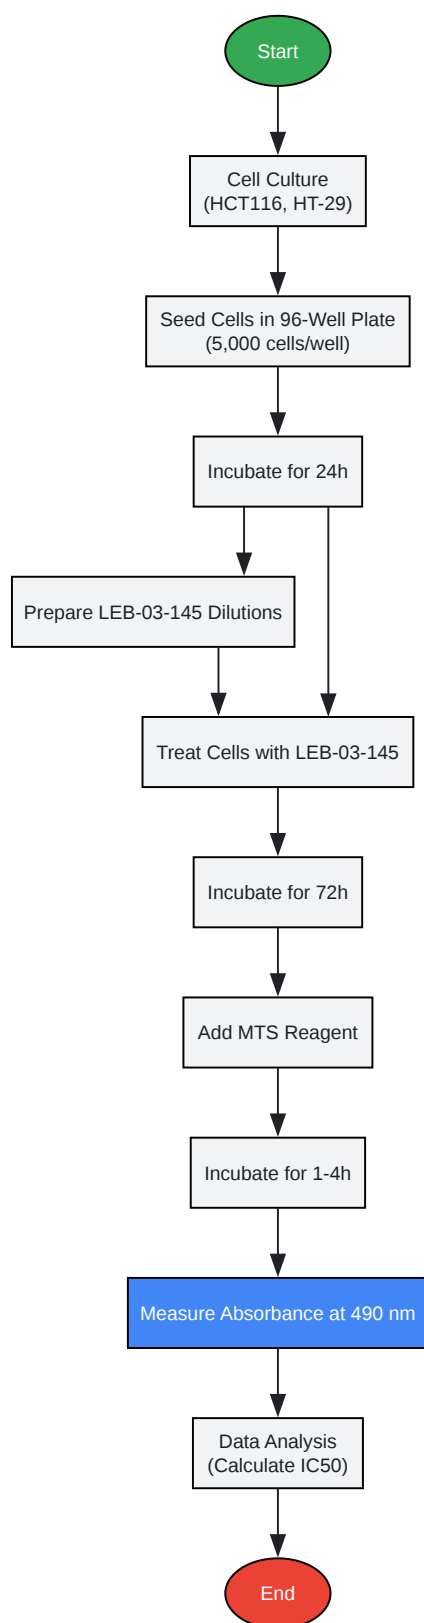 Start
Cell Culture
(HCT116, HT-29)
Seed Cells in 96-Well Plate
(5,000 cells/well)
Incubate for 24h
Prepare LEB-03-145 Dilutions
Treat Cells with LEB-03-145
Incubate for 72h
Add MTS Reagent
Incubate for 1-4h
Measure Absorbance at 490 nm
Data Analysis
(Calculate IC50)
End